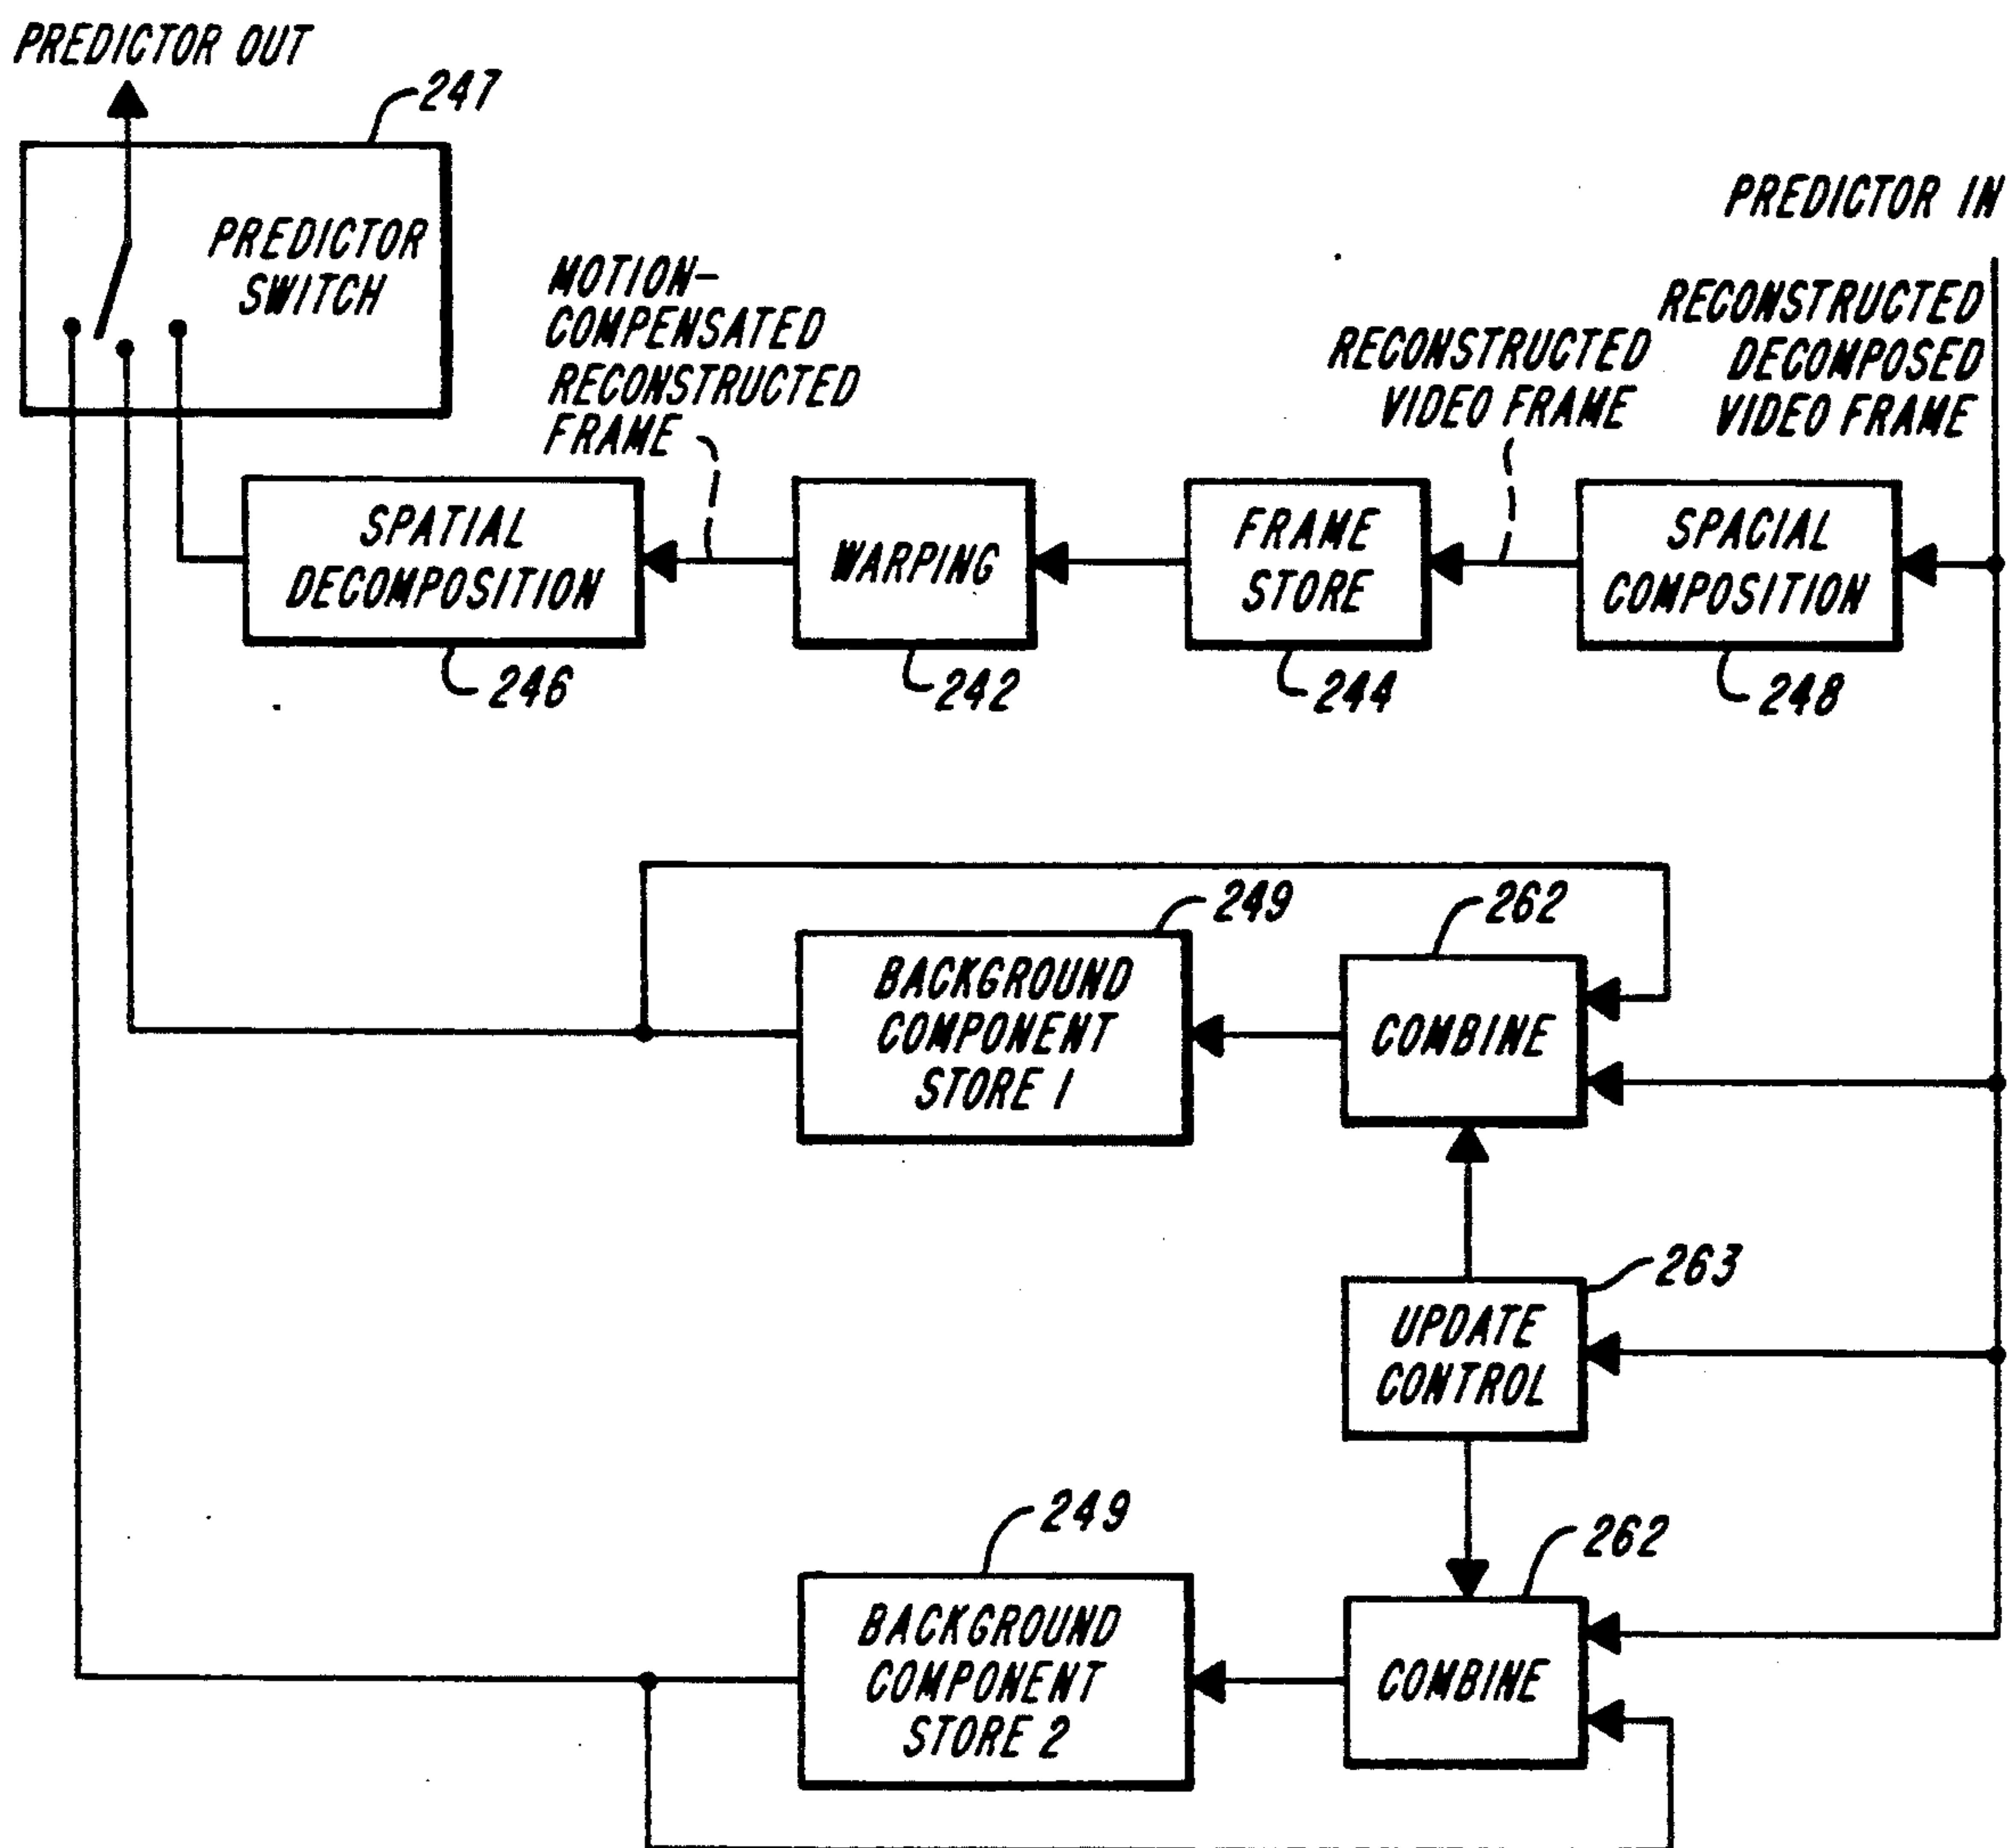 PREDICTOR OUT
247
PREDICTOR
SWITCH
PREDICTOR IN
MOTION-
COMPENSATED
RECONSTRUCTED
FRAME
RECONSTRUCTED
VIDEO FRAME
RECONSTRUCTED
DECOMPOSED
VIDEO FRAME
SPATIAL
DECOMPOSITION
WARPING
FRAME
STORE
SPACIAL
COMPOSITION
246
242
244
248
249
262
BACKGROUND
COMPONENT
STORE 1
COMBINE
263
UPDATE
CONTROL
249
262
BACKGROUND
COMPONENT
STORE 2
COMBINE